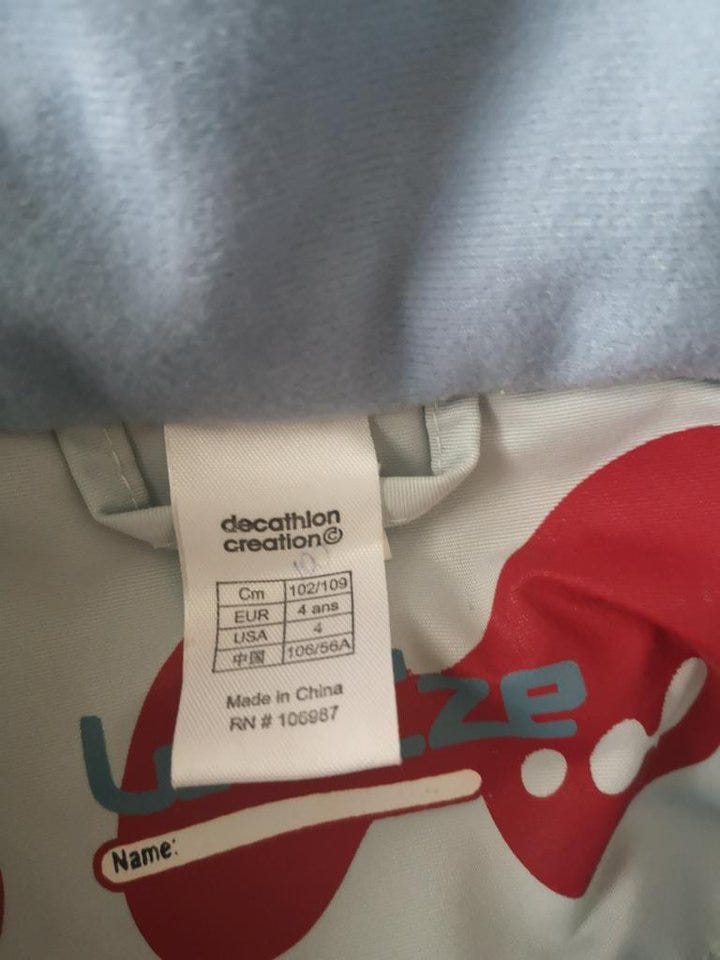 decathlon
creation©
Cm 102/109
EUR 4 ans
USA 4
中国 106/56A
Made in China
RN # 106987
Name: